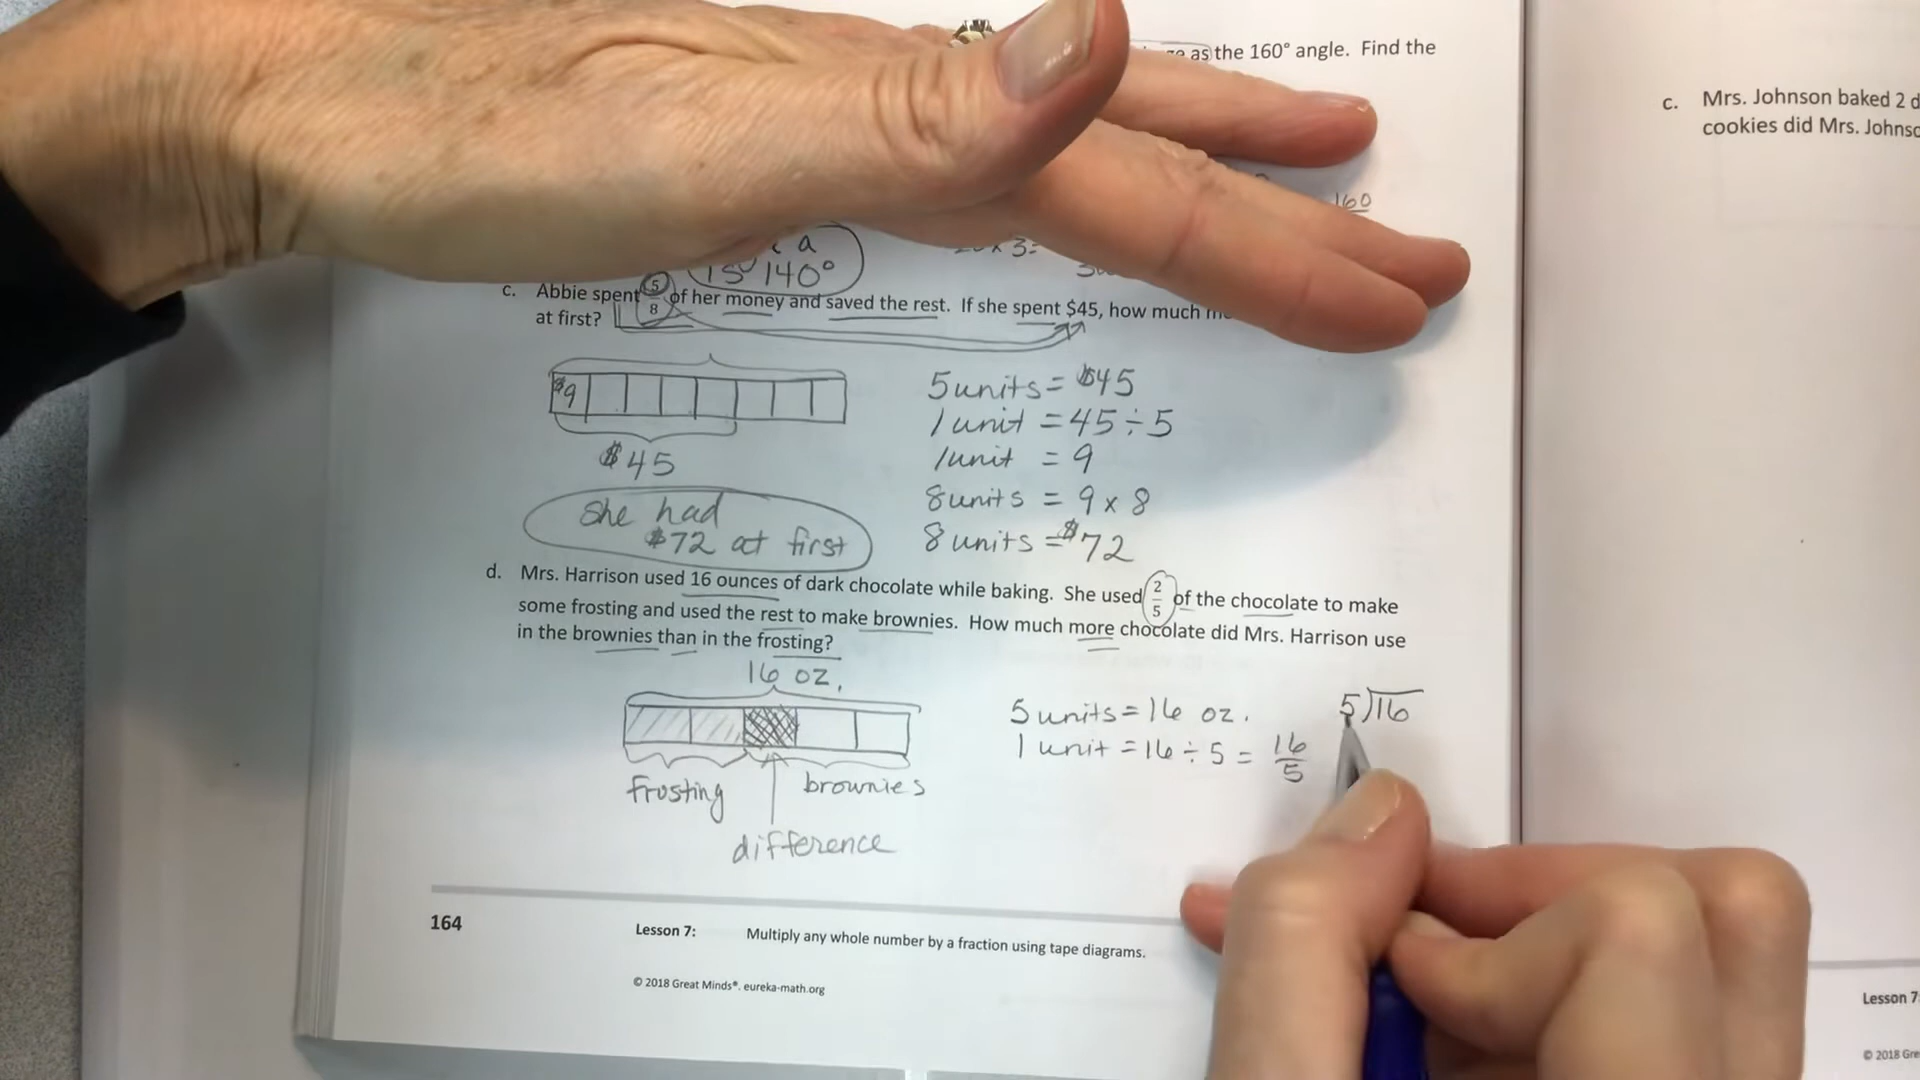 as the 160° angle. Find the
160
a
x 3=
15 140°
c. Abbie spent 5/8 of her money and saved the rest. If she spent $45, how much
at first?
$9
$45
5 units = $45
1 unit = 45 ÷ 5
1 unit = 9
8 units = 9 x 8
8 units = $72
She had
$72 at first
d. Mrs. Harrison used 16 ounces of dark chocolate while baking. She used 2/5 of the chocolate to make
some frosting and used the rest to make brownies. How much more chocolate did Mrs. Harrison use
in the brownies than in the frosting?
16 oz.
frosting
brownies
difference
5 units = 16 oz.
1 unit = 16 ÷ 5 = 16/5
5)16
164 Lesson 7: Multiply any whole number by a fraction using tape diagrams.
© 2018 Great Minds®. eureka-math.org
c. Mrs. Johnson baked 2
cookies did Mrs.
Lesson 7
© 2018